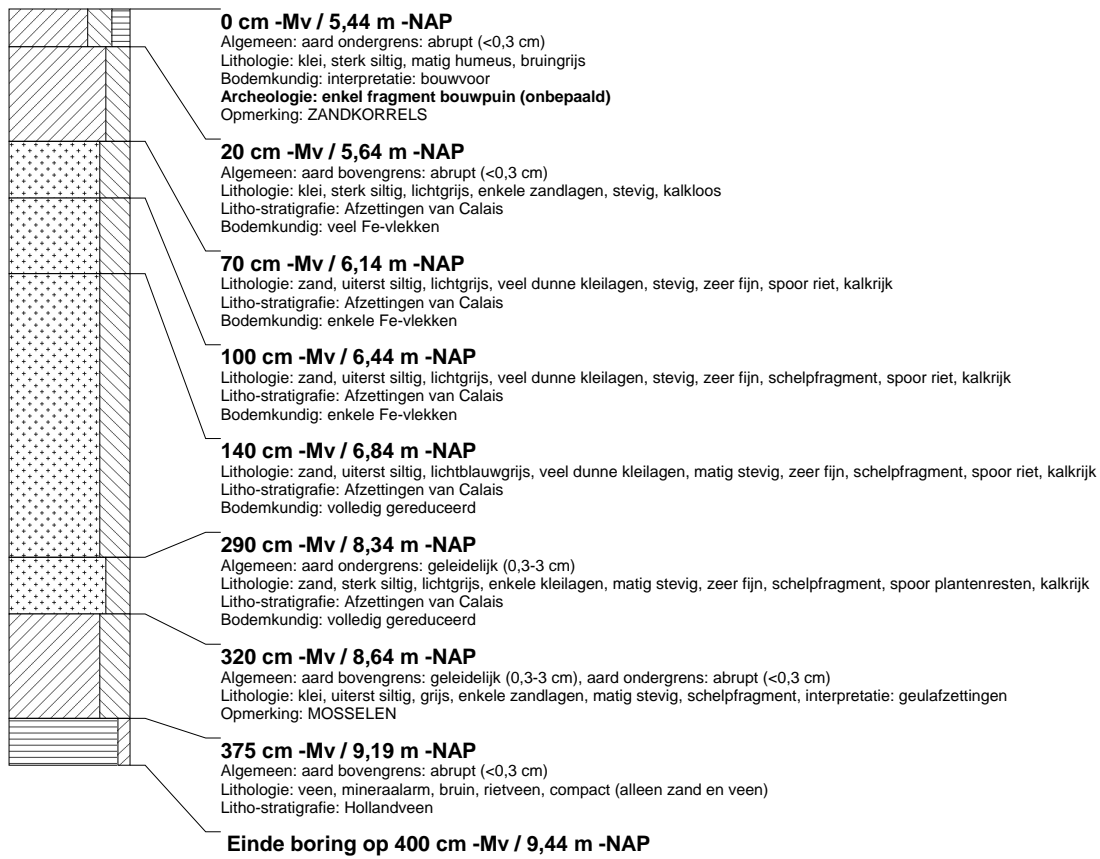 0 cm -Mv / 5,44 m -NAP
Algemeen: aard ondergrens: abrupt (<0,3 cm)
Lithologie: klei, sterk siltig, matig humeus, bruingrijs
Bodemkundig: interpretatie: bouwvoor
Archeologie: enkel fragment bouwpuin (onbepaald)
Opmerking: ZANDKORRELS
20 cm -Mv / 5,64 m -NAP
Algemeen: aard bovengrens: abrupt (<0,3 cm)
Lithologie: klei, sterk siltig, lichtgrijs, enkele zandlagen, stevig, kalkloos
Litho-stratigrafie: Afzettingen van Calais
Bodemkundig: veel Fe-vlekken
70 cm -Mv / 6,14 m -NAP
Lithologie: zand, uiterst siltig, lichtgrijs, veel dunne kleilagen, stevig, zeer fijn, spoor riet, kalkrijk
Litho-stratigrafie: Afzettingen van Calais
Bodemkundig: enkele Fe-vlekken
100 cm -Mv / 6,44 m -NAP
Lithologie: zand, uiterst siltig, lichtgrijs, veel dunne kleilagen, stevig, zeer fijn, schelpfragment, spoor riet, kalkrijk
Litho-stratigrafie: Afzettingen van Calais
Bodemkundig: enkele Fe-vlekken
140 cm -Mv / 6,84 m -NAP
Lithologie: zand, uiterst siltig, lichtblauwgrijs, veel dunne kleilagen, matig stevig, zeer fijn, schelpfragment, spoor riet, kalkrijk
Litho-stratigrafie: Afzettingen van Calais
Bodemkundig: volledig gereduceerd
290 cm -Mv / 8,34 m -NAP
Algemeen: aard ondergrens: geleidelijk (0,3-3 cm)
Lithologie: zand, sterk siltig, lichtgrijs, enkele kleilagen, matig stevig, zeer fijn, schelpfragment, spoor plantenresten, kalkrijk
Litho-stratigrafie: Afzettingen van Calais
Bodemkundig: volledig gereduceerd
320 cm -Mv / 8,64 m -NAP
Algemeen: aard bovengrens: geleidelijk (0,3-3 cm), aard ondergrens: abrupt (<0,3 cm)
Lithologie: klei, uiterst siltig, grijs, enkele zandlagen, matig stevig, schelpfragment, interpretatie: geulafzettingen
Opmerking: MOSSELEN
375 cm -Mv / 9,19 m -NAP
Algemeen: aard bovengrens: abrupt (<0,3 cm)
Lithologie: veen, mineraalarm, bruin, rietveen, compact (alleen zand en veen)
Litho-stratigrafie: Hollandveen
Einde boring op 400 cm -Mv / 9,44 m -NAP